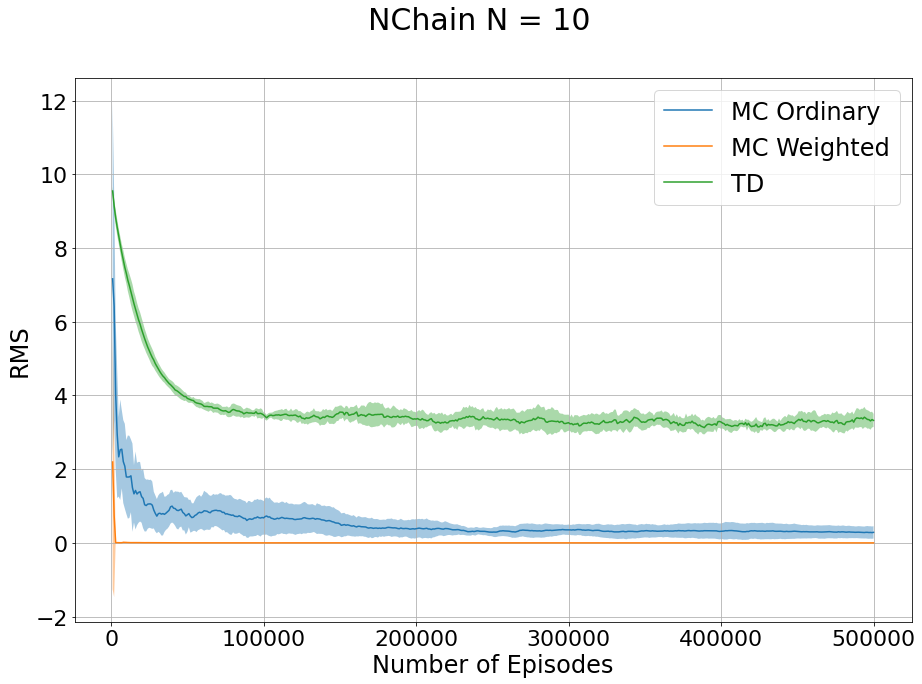 NChain N = 10
MC Ordinary
MC Weighted
TD
12
10
8
6
4
2
0
−2
RMS
0 100000 200000 300000 400000 500000
Number of Episodes